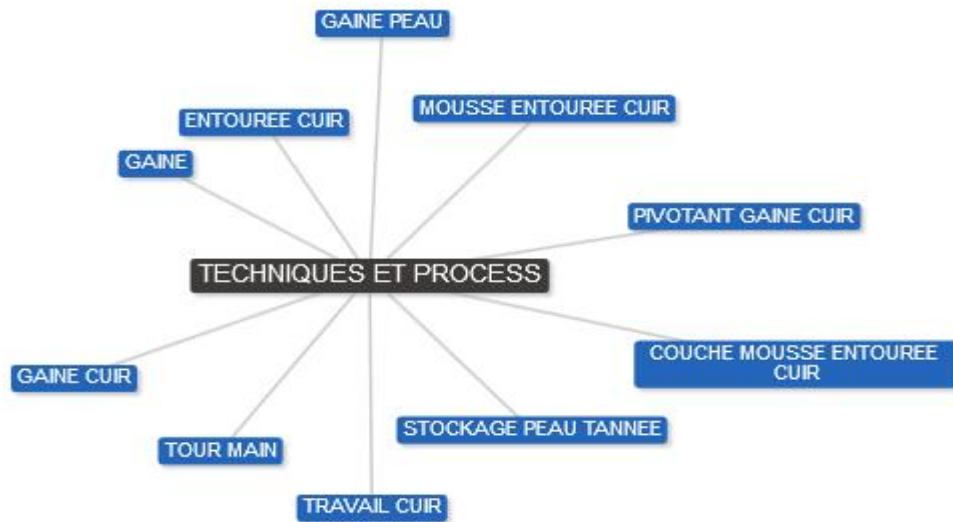 GAINE PEAU
MOUSSE ENTOUREE CUIR
ENTOUREE CUIR
GAINE
PIVOTANT GAINE CUIR
TECHNIQUES ET PROCESS
COUCHE MOUSSE ENTOUREE
CUIR
GAINE CUIR
STOCKAGE PEAU TANNEE
TOUR MAIN
TRAVAIL CUIR